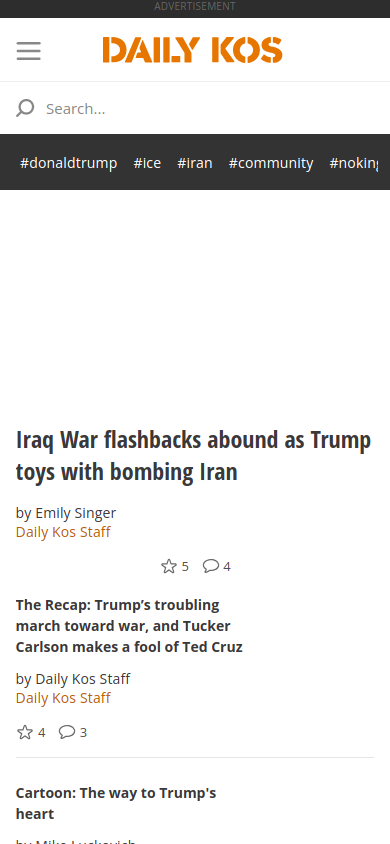 ADVERTISEMENT
DAILY KOS
Search...
#donaldtrump #ice #iran #community #noking
Iraq War flashbacks abound as Trump
toys with bombing Iran
by Emily Singer
Daily Kos Staff
5 4
The Recap: Trump’s troubling
march toward war, and Tucker
Carlson makes a fool of Ted Cruz
by Daily Kos Staff
Daily Kos Staff
4 3
Cartoon: The way to Trump's
heart
by Mike Luckovich